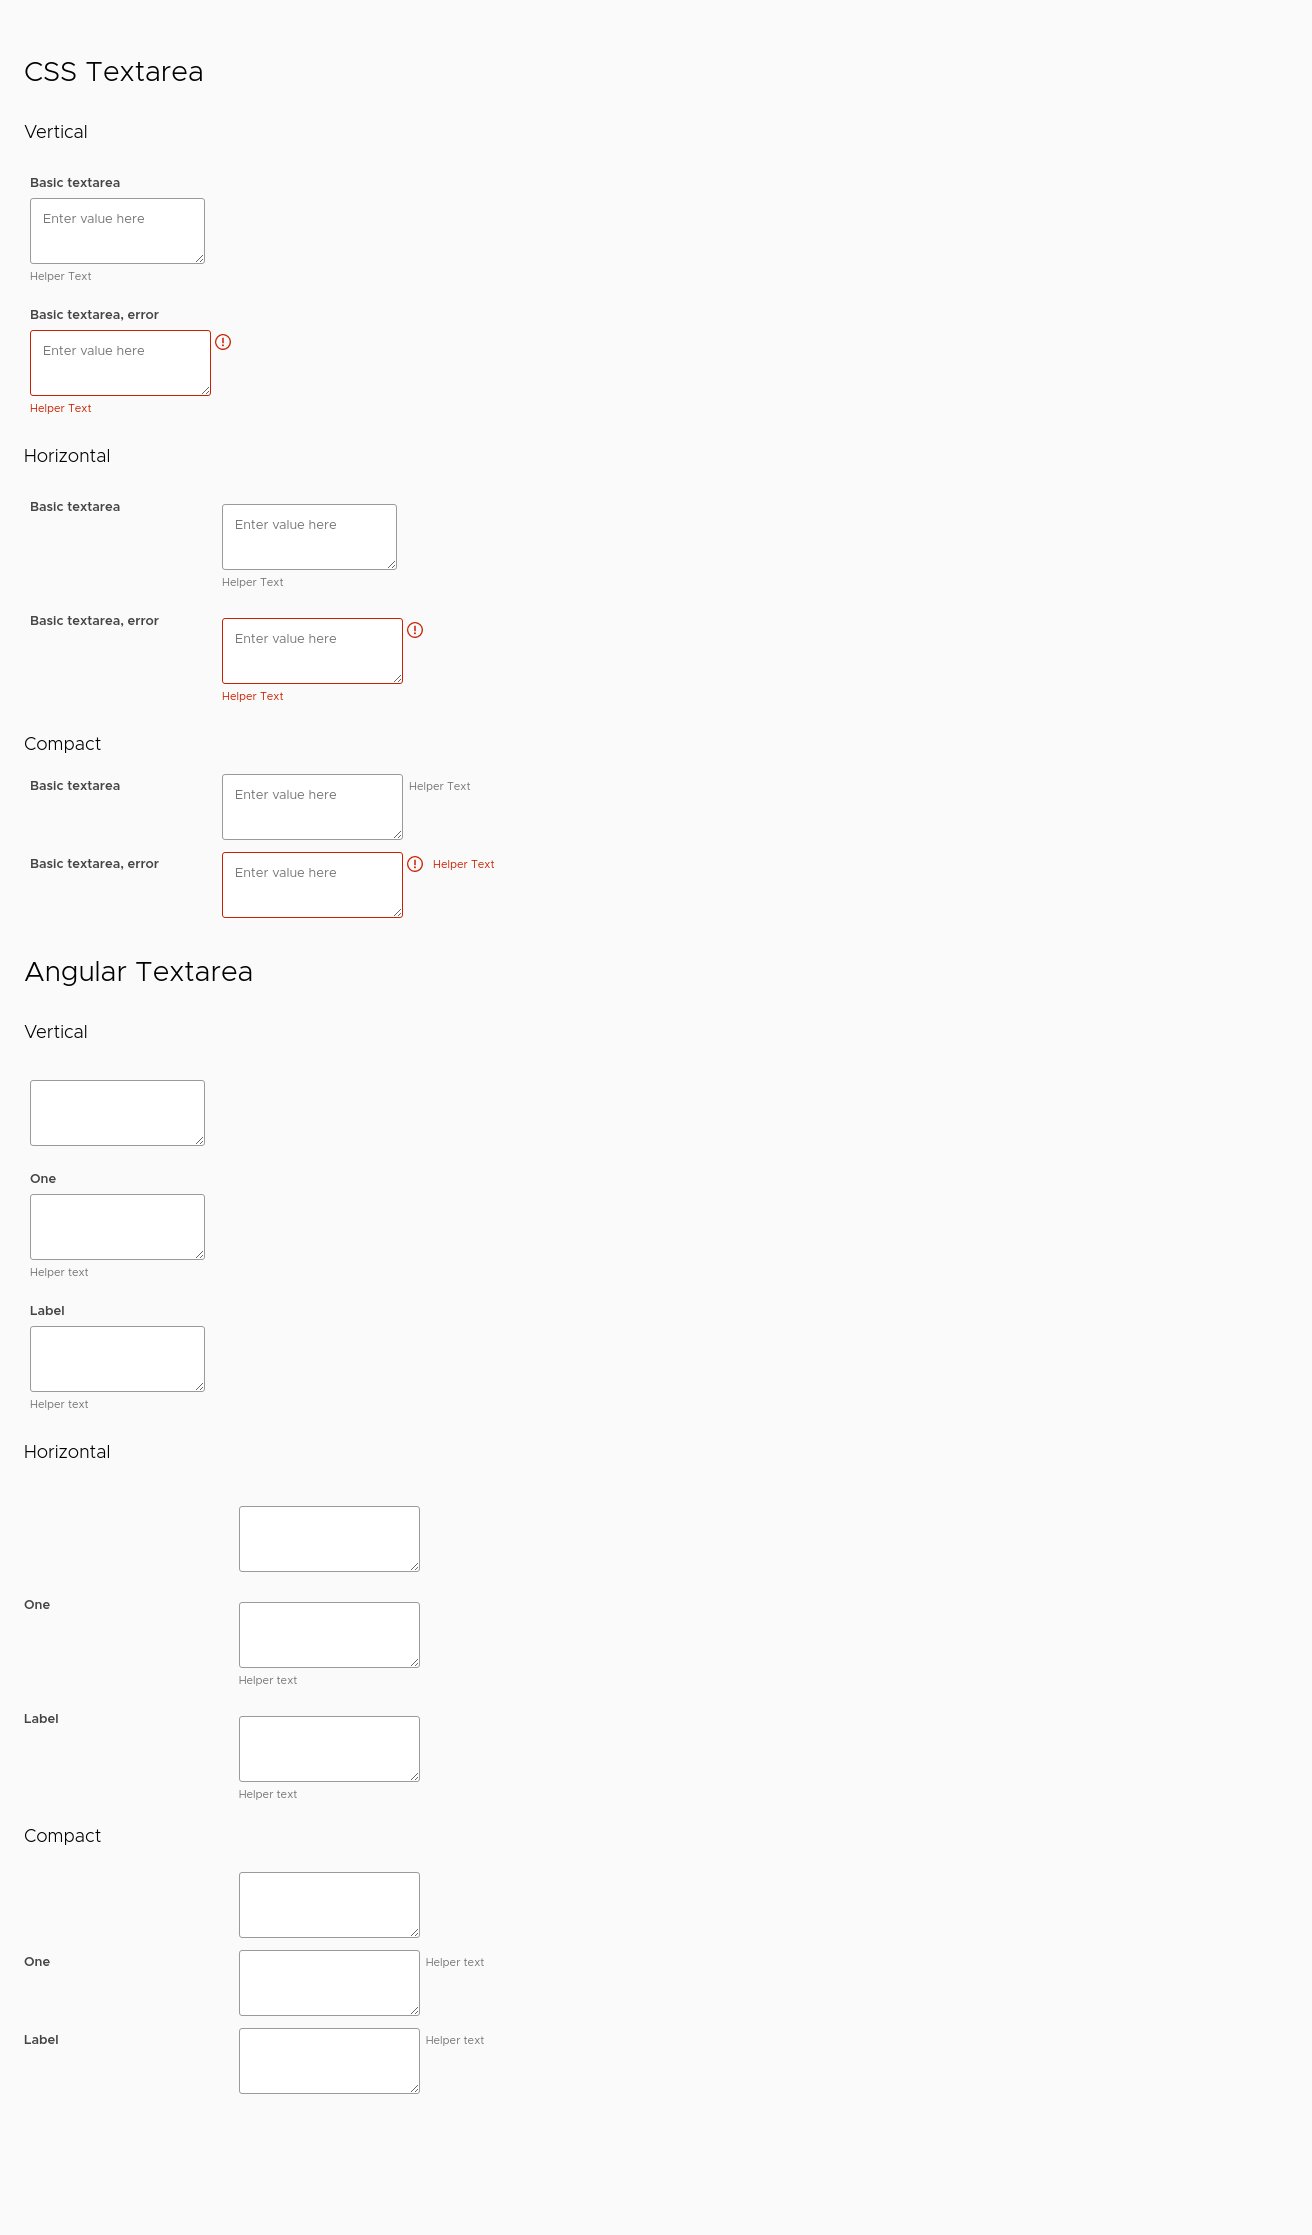 CSS Textarea
Vertical
Basic textarea
Enter value here
Helper Text
Basic textarea, error
Enter value here
Helper Text
Horizontal
Basic textarea
Enter value here
Helper Text
Basic textarea, error
Enter value here
Helper Text
Compact
Basic textarea
Enter value here
Helper Text
Basic textarea, error
Enter value here
Helper Text
Angular Textarea
Vertical
One
Helper text
Label
Helper text
Horizontal
One
Helper text
Label
Helper text
Compact
One
Helper text
Label
Helper text